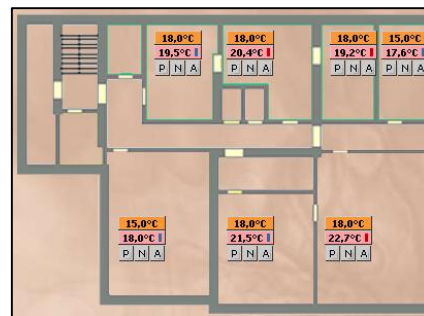 18,0°C
19,5°C
P N A
18,0°C
20,4°C
P N A
18,0°C
19,2°C
P N A
15,0°C
17,6°C
P N A
15,0°C
18,0°C
P N A
18,0°C
21,5°C
P N A
18,0°C
22,7°C
P N A